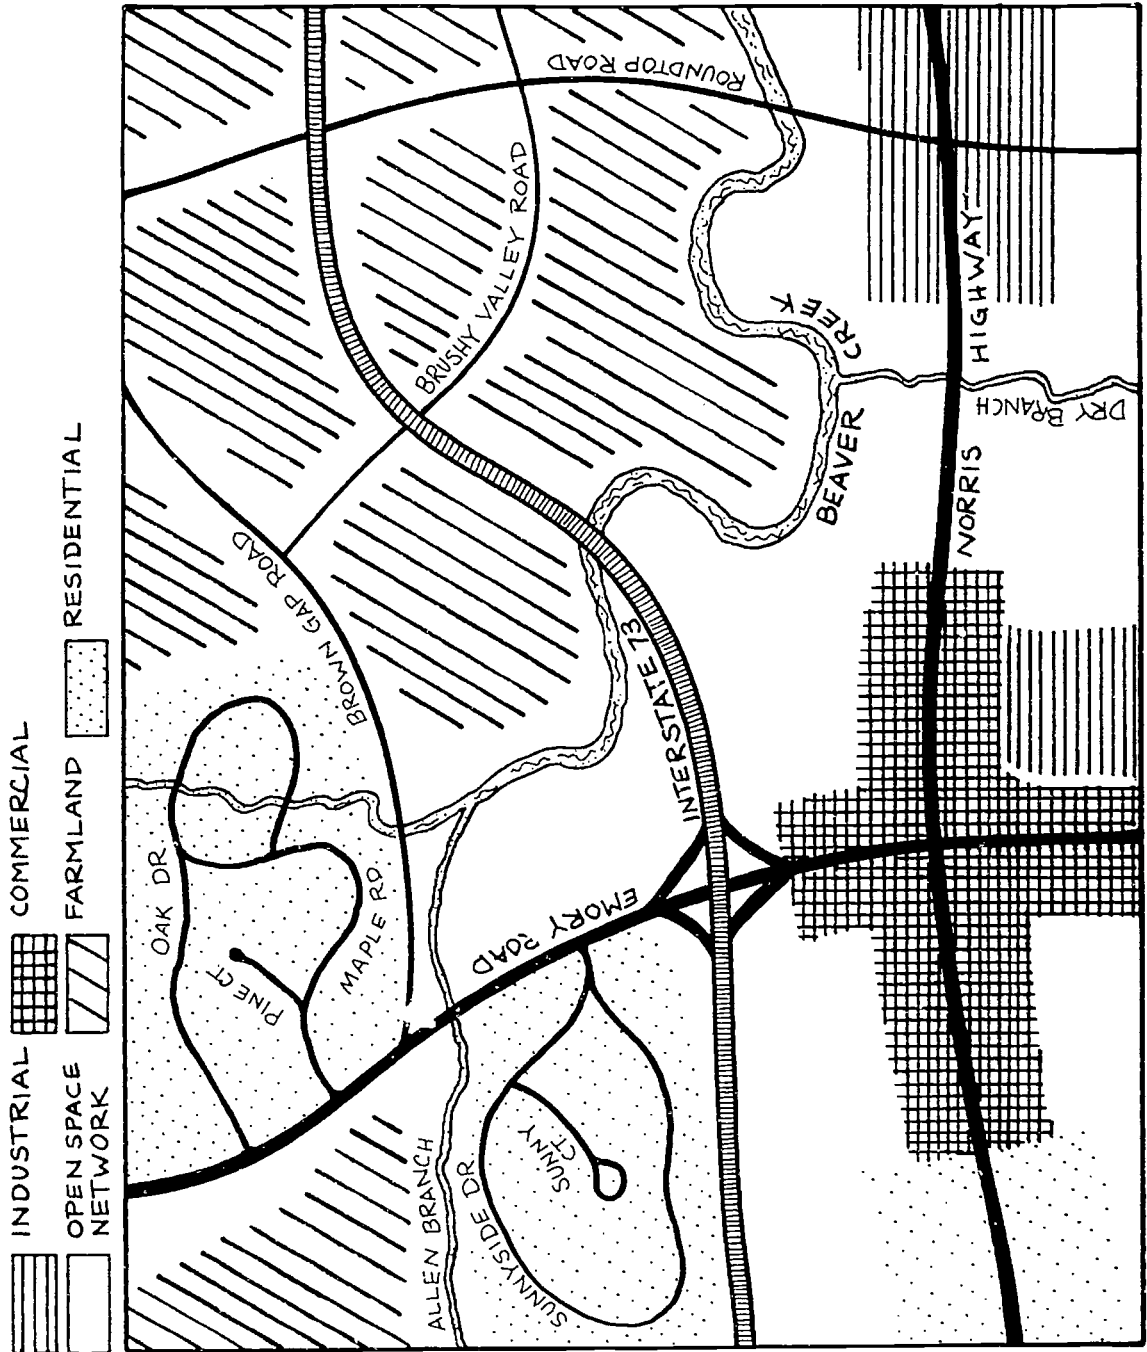 INDUSTRIAL
COMMERCIAL
OPEN SPACE
NETWORK
FARMLAND
RESIDENTIAL
OAK DR
PINE CT
MAPLE RD
BROWN GAP ROAD
BRUSHY VALLEY ROAD
ROUNDTOP ROAD
ALLEN BRANCH
EMORY ROAD
SUNNYSIDE DR
SUNNY
CT
INTERSTATE 73
BEAVER
CREEK
NORRIS
HIGHWAY
DRY BRANCH